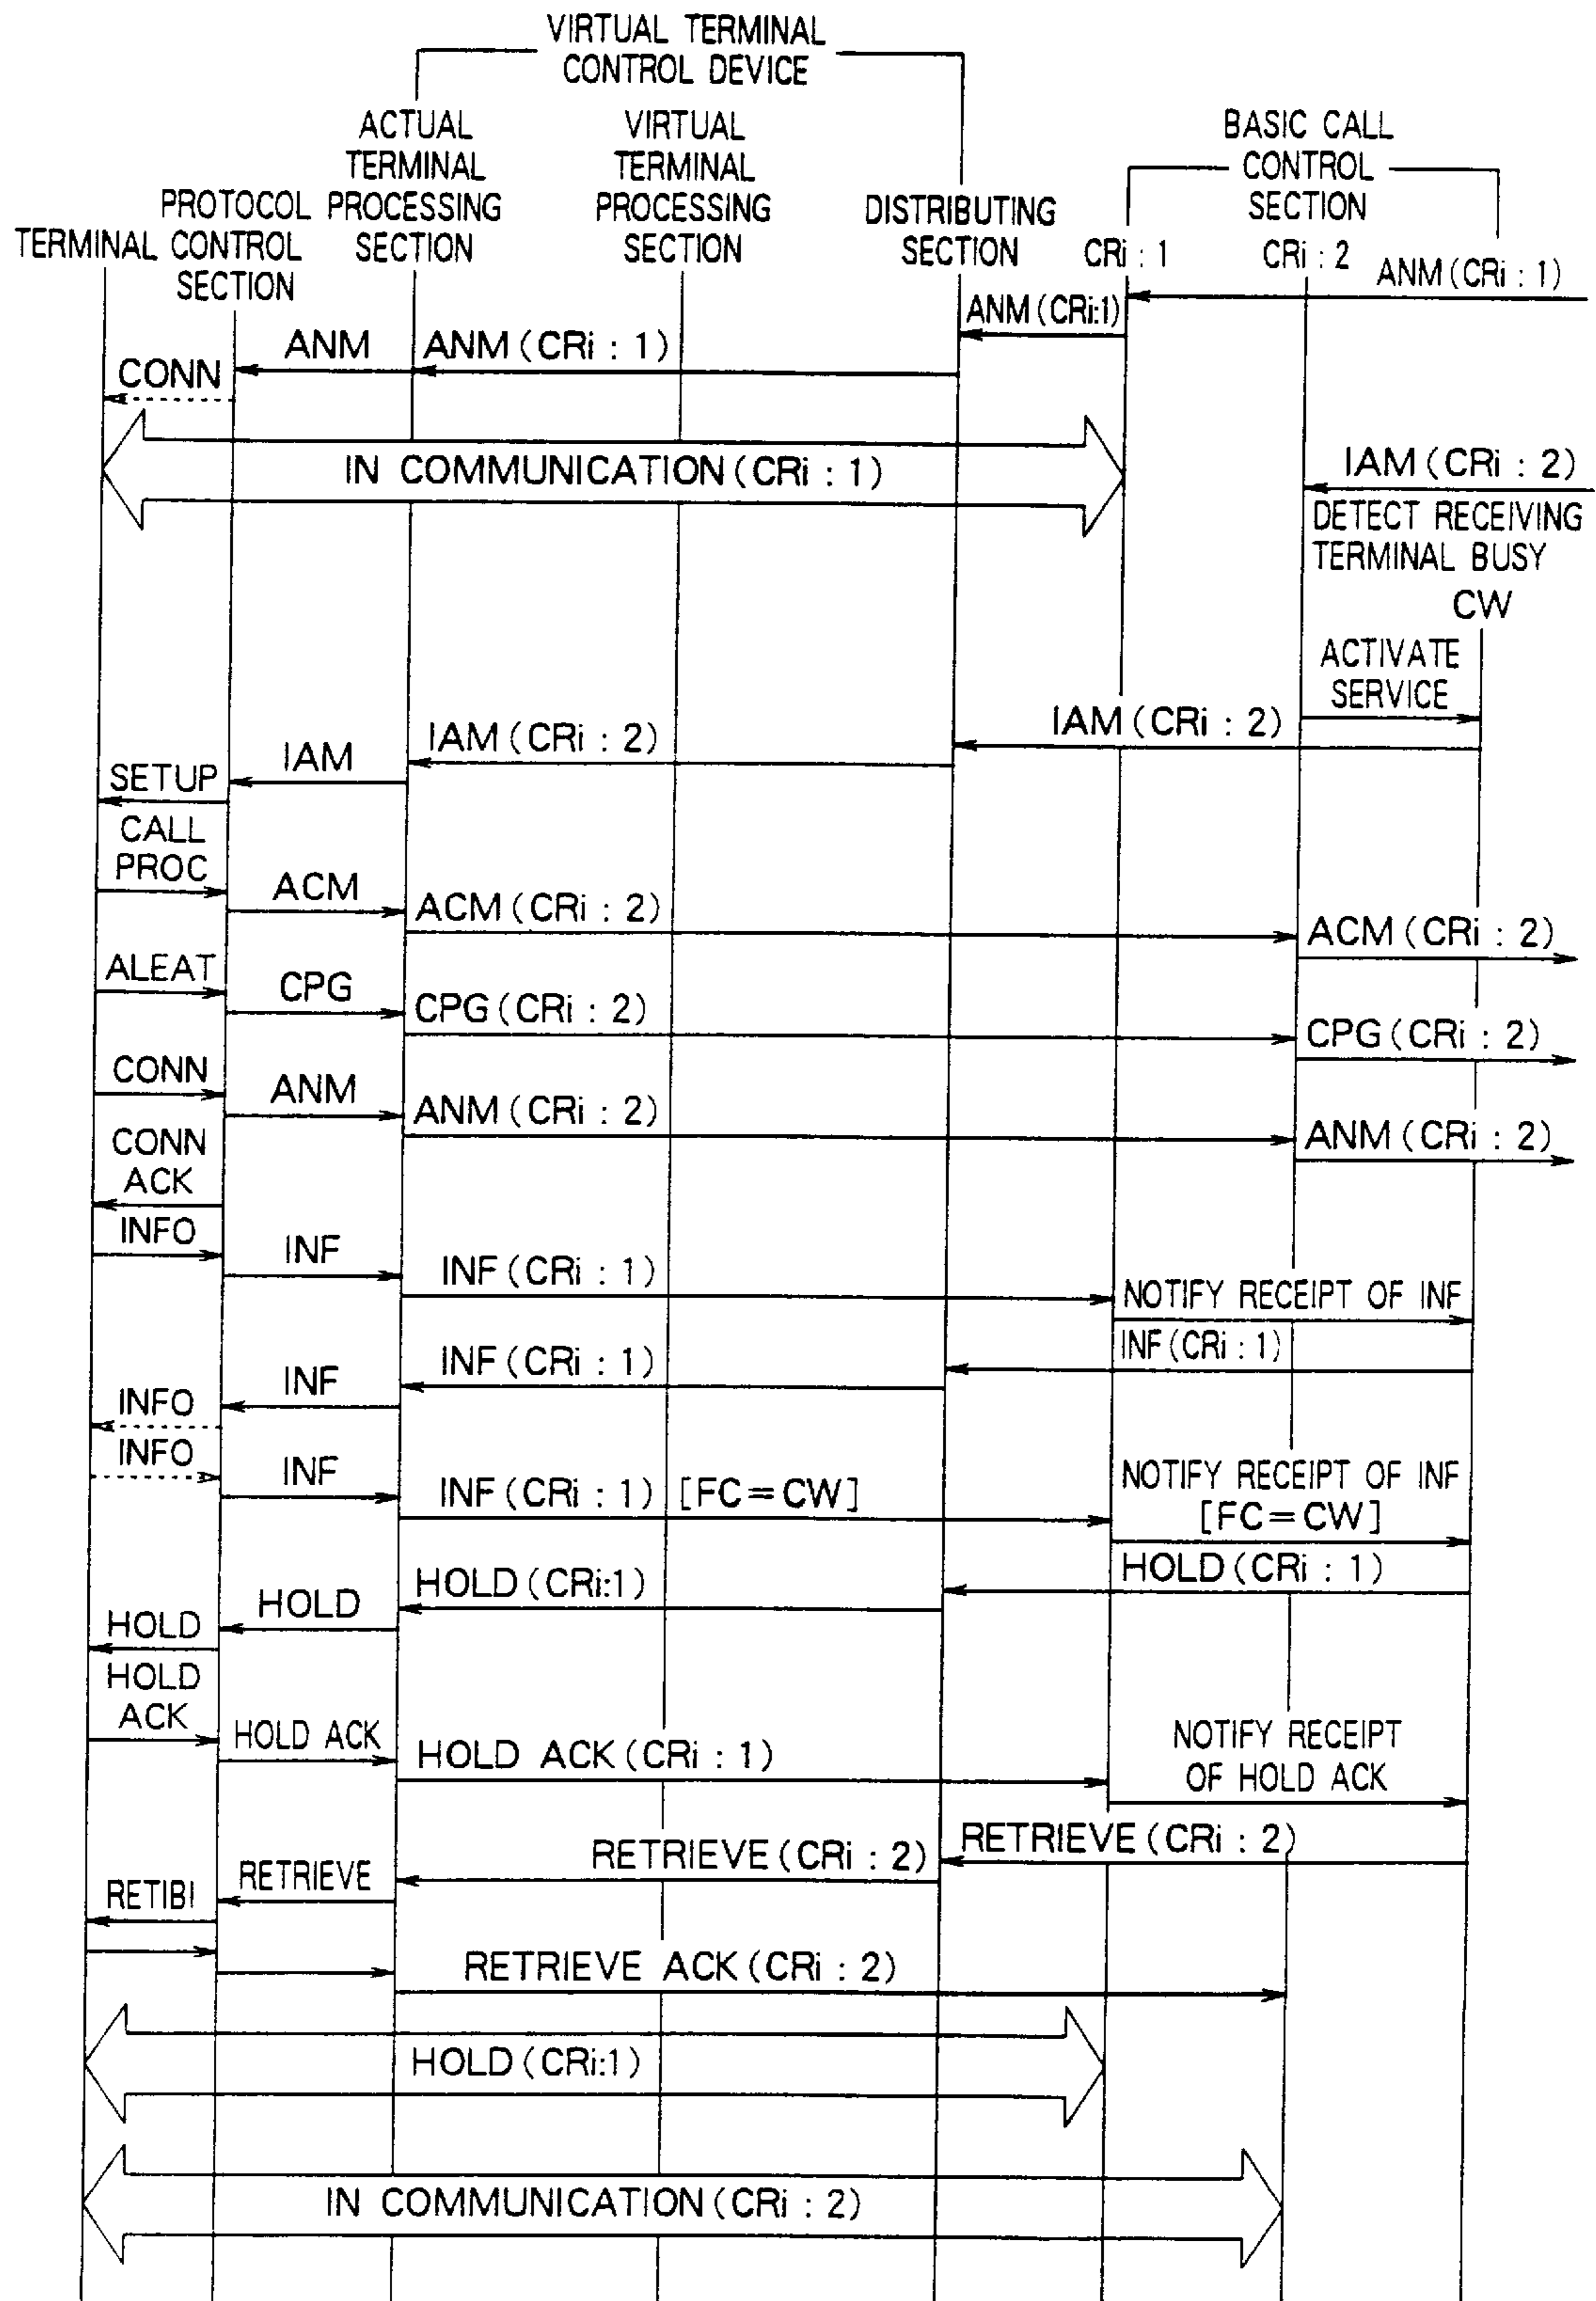 VIRTUAL TERMINAL
CONTROL DEVICE
ACTUAL
TERMINAL
PROCESSING
SECTION
VIRTUAL
TERMINAL
PROCESSING
SECTION
BASIC CALL
CONTROL
SECTION
TERMINAL
PROTOCOL
CONTROL
SECTION
DISTRIBUTING
SECTION
CRi : 1
CRi : 2
ANM (CRi : 1)
ANM (CRi:1)
ANM (CRi : 1)
ANM
CONN
IN COMMUNICATION (CRi : 1)
IAM (CRi : 2)
DETECT RECEIVING
TERMINAL BUSY
CW
ACTIVATE
SERVICE
IAM (CRi : 2)
IAM (CRi : 2)
IAM
SETUP
CALL
PROC
ACM
ACM (CRi : 2)
ACM (CRi : 2)
ALEAT
CPG
CPG (CRi : 2)
CPG (CRi : 2)
CONN
ANM
ANM (CRi : 2)
ANM (CRi : 2)
CONN
ACK
INFO
INF
INF (CRi : 1)
NOTIFY RECEIPT OF INF
INF (CRi : 1)
INF (CRi : 1)
INF
INFO
INFO
INF
INF (CRi : 1) [FC=CW]
NOTIFY RECEIPT OF INF
[FC=CW]
HOLD (CRi : 1)
HOLD (CRi:1)
HOLD
HOLD
HOLD
ACK
HOLD ACK
HOLD ACK (CRi : 1)
NOTIFY RECEIPT
OF HOLD ACK
RETRIEVE (CRi : 2)
RETRIEVE (CRi : 2)
RETRIEVE
RETIBI
RETRIEVE ACK (CRi : 2)
HOLD (CRi:1)
IN COMMUNICATION (CRi : 2)